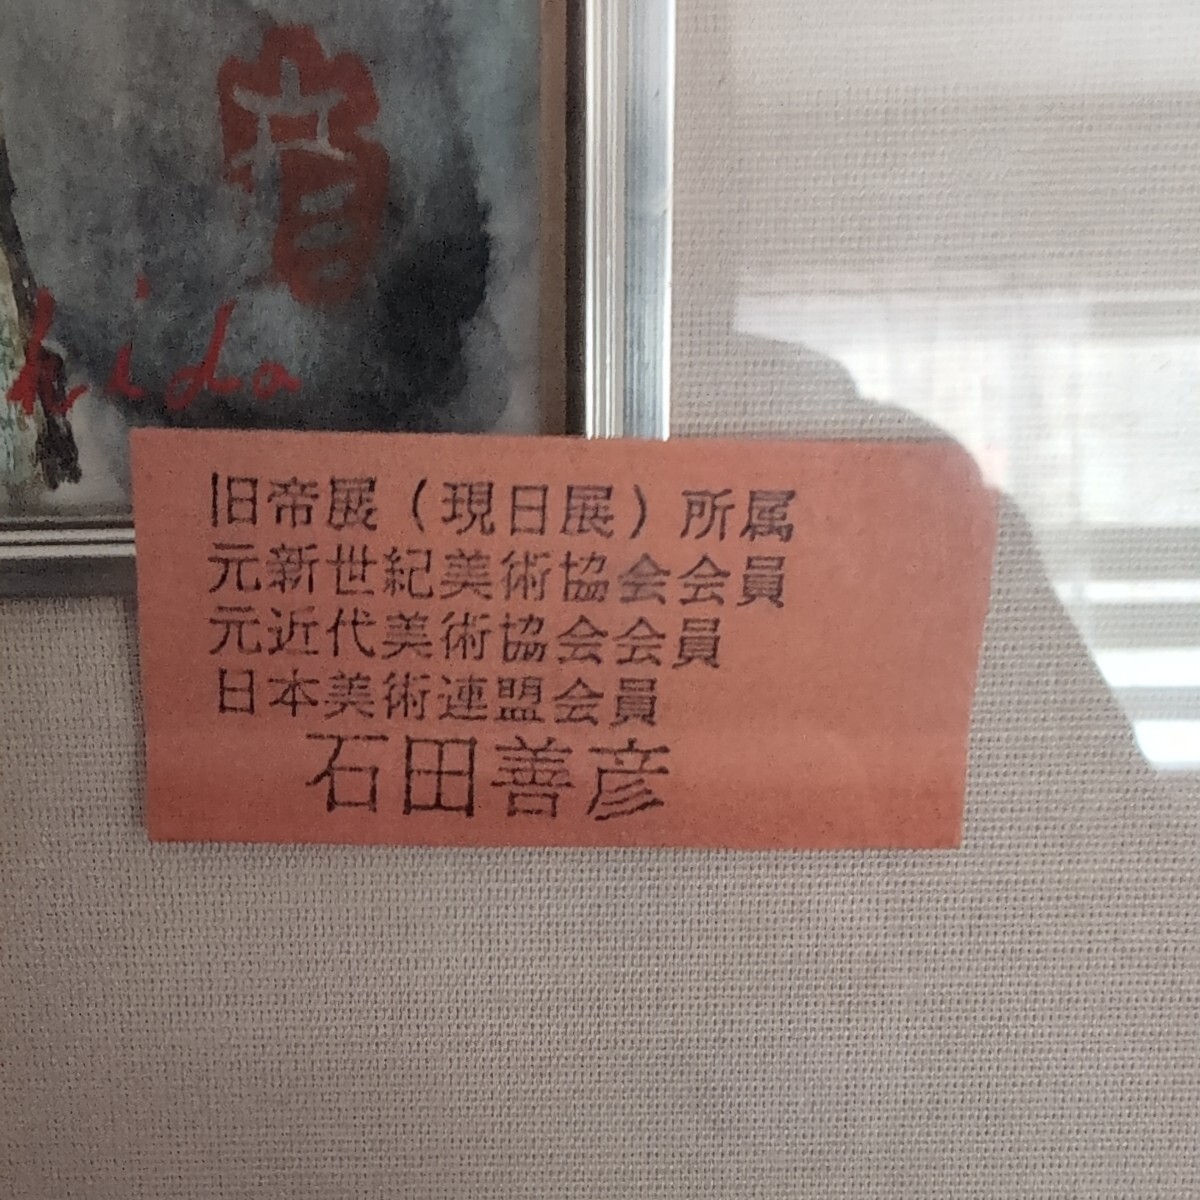 hida
旧帝展（現日展）所属
元新世紀美術協会会員
元近代美術協会会員
日本美術連盟会員
石田善彦